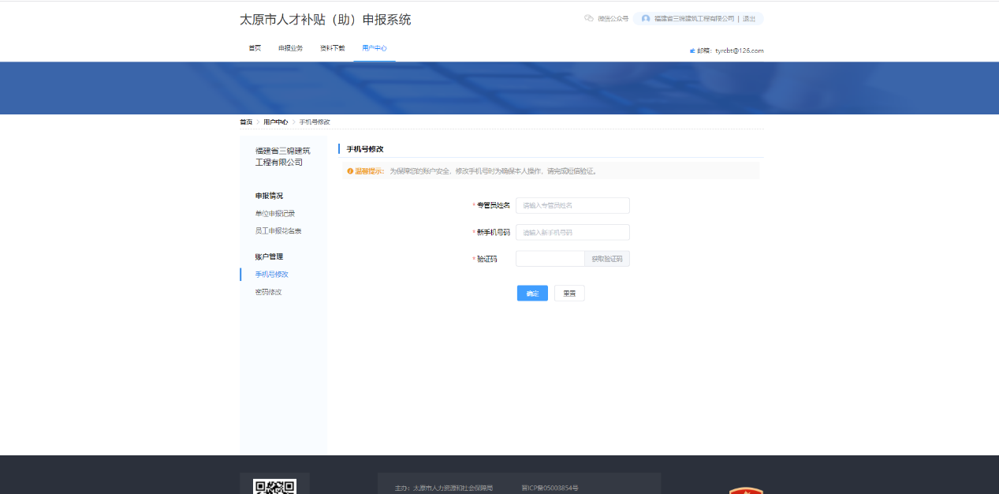 太原市人才补贴（助）申报系统
微信公众号
福建省三锦建筑工程有限公司 | 退出
首页 申报业务 资料下载 用户中心
邮箱：tyrcbt@126.com
首页 > 用户中心 > 手机号修改
福建省三锦建筑
工程有限公司
申报情况
单位申报记录
员工申报花名表
账户管理
手机号修改
密码修改
手机号修改
温馨提示： 为保障您的账户安全，修改手机号时为确保本人操作，请完成短信验证。
* 专管员姓名 请输入专管员姓名
* 新手机号码 请输入新手机号码
* 验证码 获取验证码
确定 重置
主办：太原市人力资源和社会保障局 晋ICP备05003854号